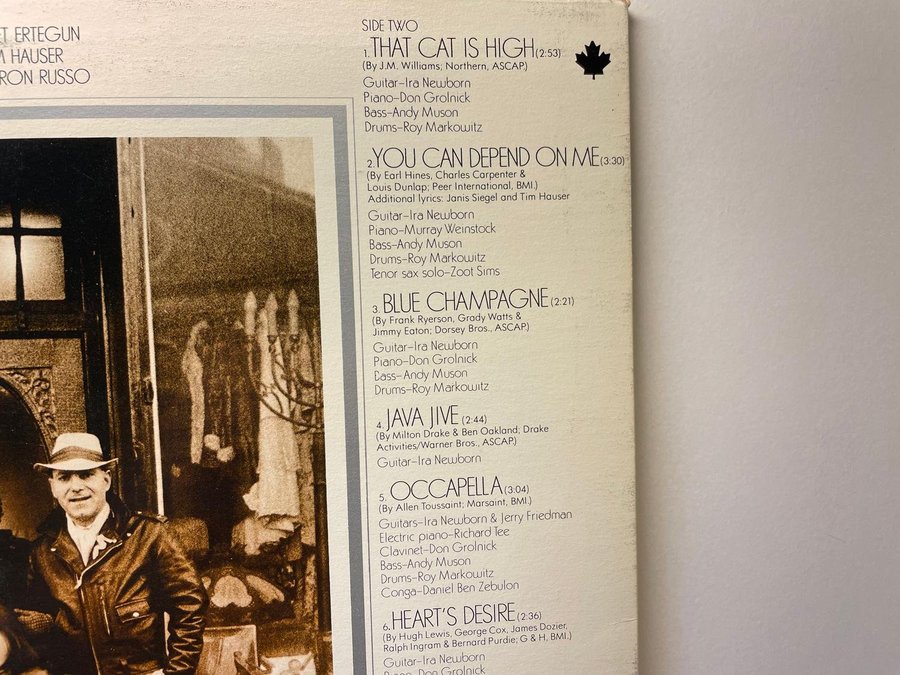 ERTEGUN
HAUSER
RON RUSSO
SIDE TWO
1. THAT CAT IS HIGH (2:53)
(By J.M. Williams; Northern, ASCAP.)
Guitar–Ira Newborn
Piano–Don Grolnick
Bass–Andy Muson
Drums–Roy Markowitz
2. YOU CAN DEPEND ON ME (3:30)
(By Earl Hines, Charles Carpenter &
Louis Dunlap; Peer International, BMI.)
Additional lyrics: Janis Siegel and Tim Hauser
Guitar–Ira Newborn
Piano–Murray Weinstock
Bass–Andy Muson
Drums–Roy Markowitz
Tenor sax solo–Zoot Sims
3. BLUE CHAMPAGNE (2:21)
(By Frank Ryerson, Grady Watts &
Jimmy Eaton; Dorsey Bros., ASCAP.)
Guitar–Ira Newborn
Piano–Don Grolnick
Bass–Andy Muson
Drums–Roy Markowitz
4. JAVA JIVE (2:44)
(By Milton Drake & Ben Oakland; Drake
Activities/Warner Bros., ASCAP.)
Guitar–Ira Newborn
5. OCCAPELLA (3:04)
(By Allen Toussaint; Marsaint, BMI.)
Guitars–Ira Newborn & Jerry Friedman
Electric piano–Richard Tee
Clavinet–Don Grolnick
Bass–Andy Muson
Drums–Roy Markowitz
Conga–Daniel Ben Zebulon
6. HEART'S DESIRE (2:36)
(By Hugh Lewis, George Cox, James Dozier,
Ralph Ingram & Bernard Purdie; G & H, BMI.)
Guitar–Ira Newborn
Piano–Don Grolnick